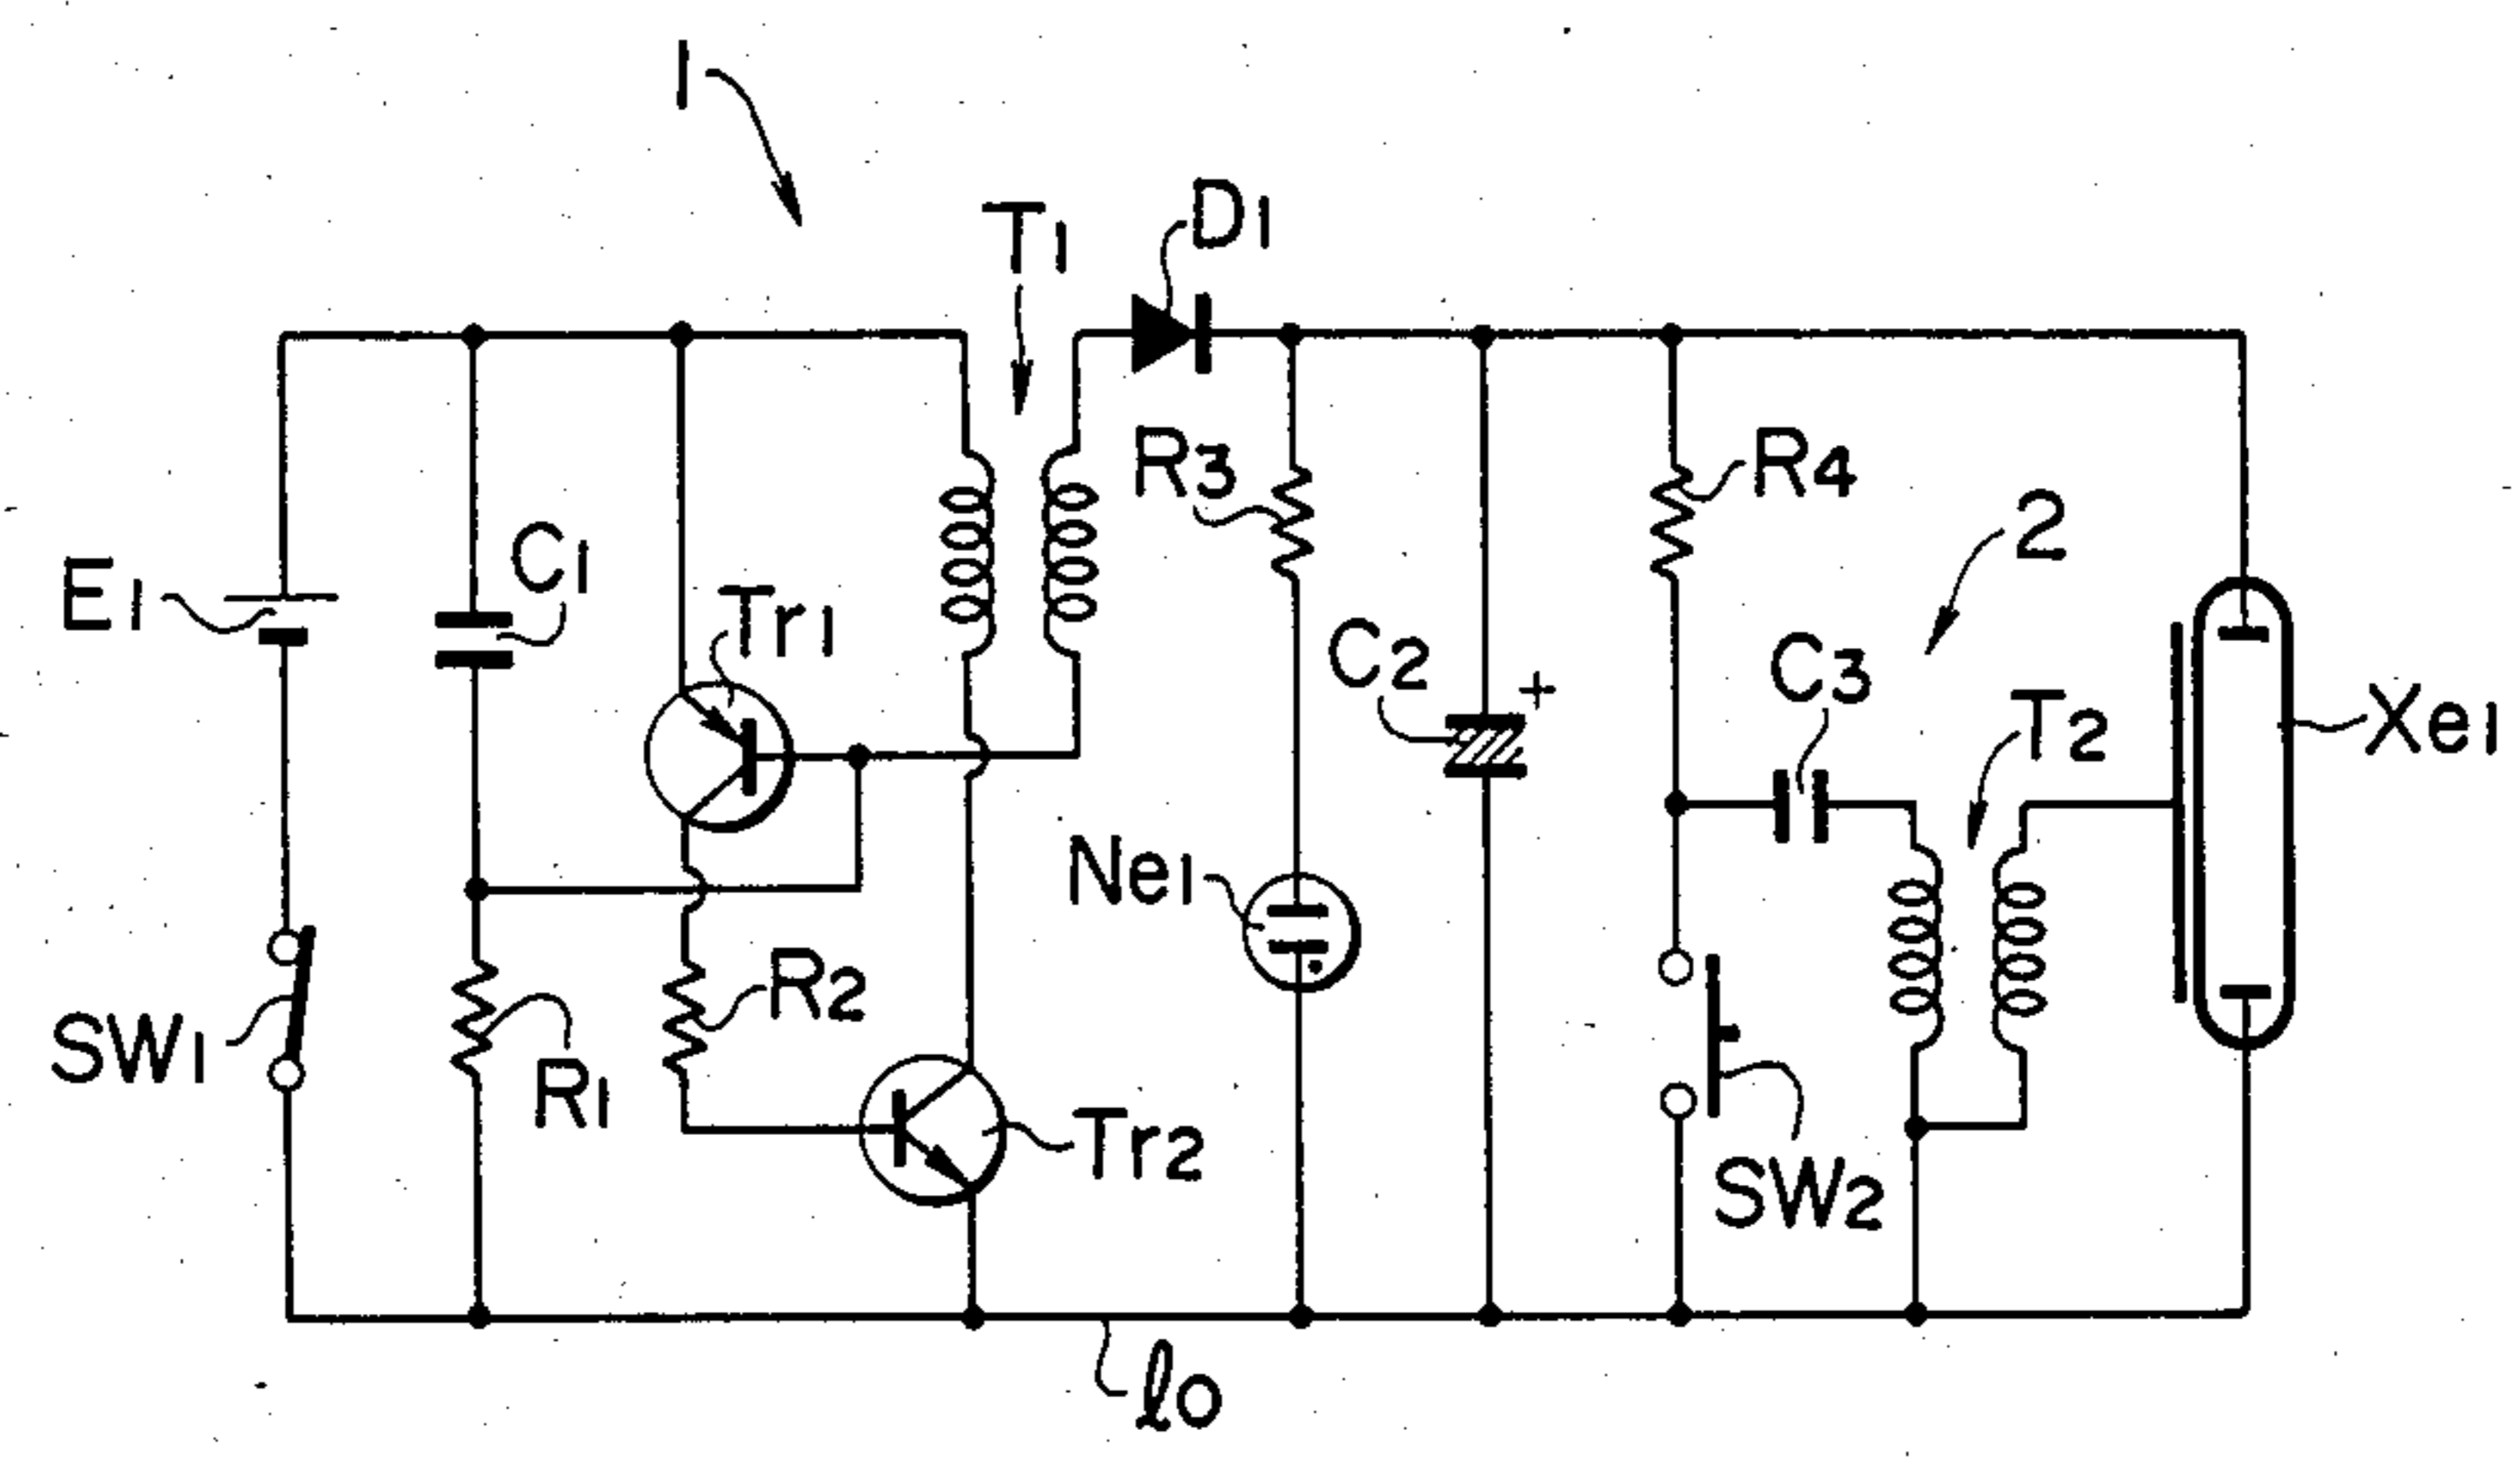 1
T1
D1
R3
R4
2
E1
C1
Tr1
C2
+
C3
T2
Xe1
Ne1
SW1
R2
R1
Tr2
SW2
ℓ0